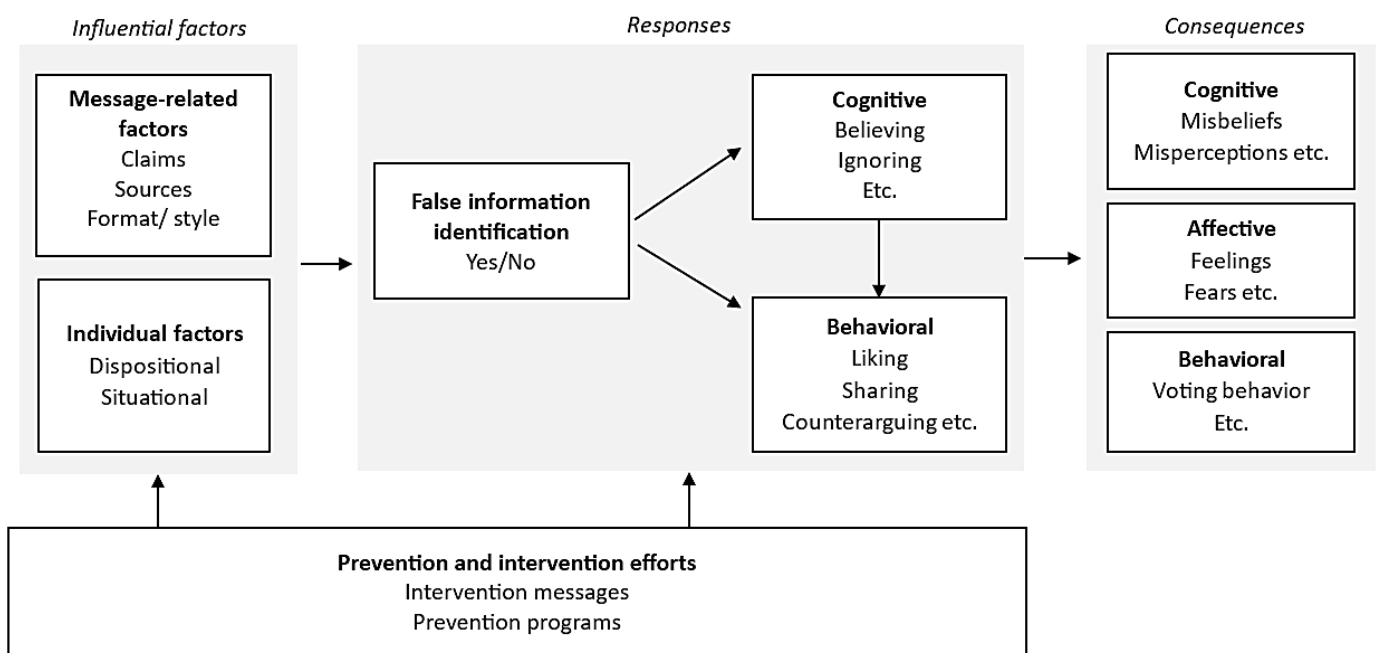 Influential factors
Responses
Consequences
Message-related
factors
Claims
Sources
Format/ style
Individual factors
Dispositional
Situational
False information
identification
Yes/No
Cognitive
Believing
Ignoring
Etc.
Behavioral
Liking
Sharing
Counterarguing etc.
Cognitive
Misbeliefs
Misperceptions etc.
Affective
Feelings
Fears etc.
Behavioral
Voting behavior
Etc.
Prevention and intervention efforts
Intervention messages
Prevention programs